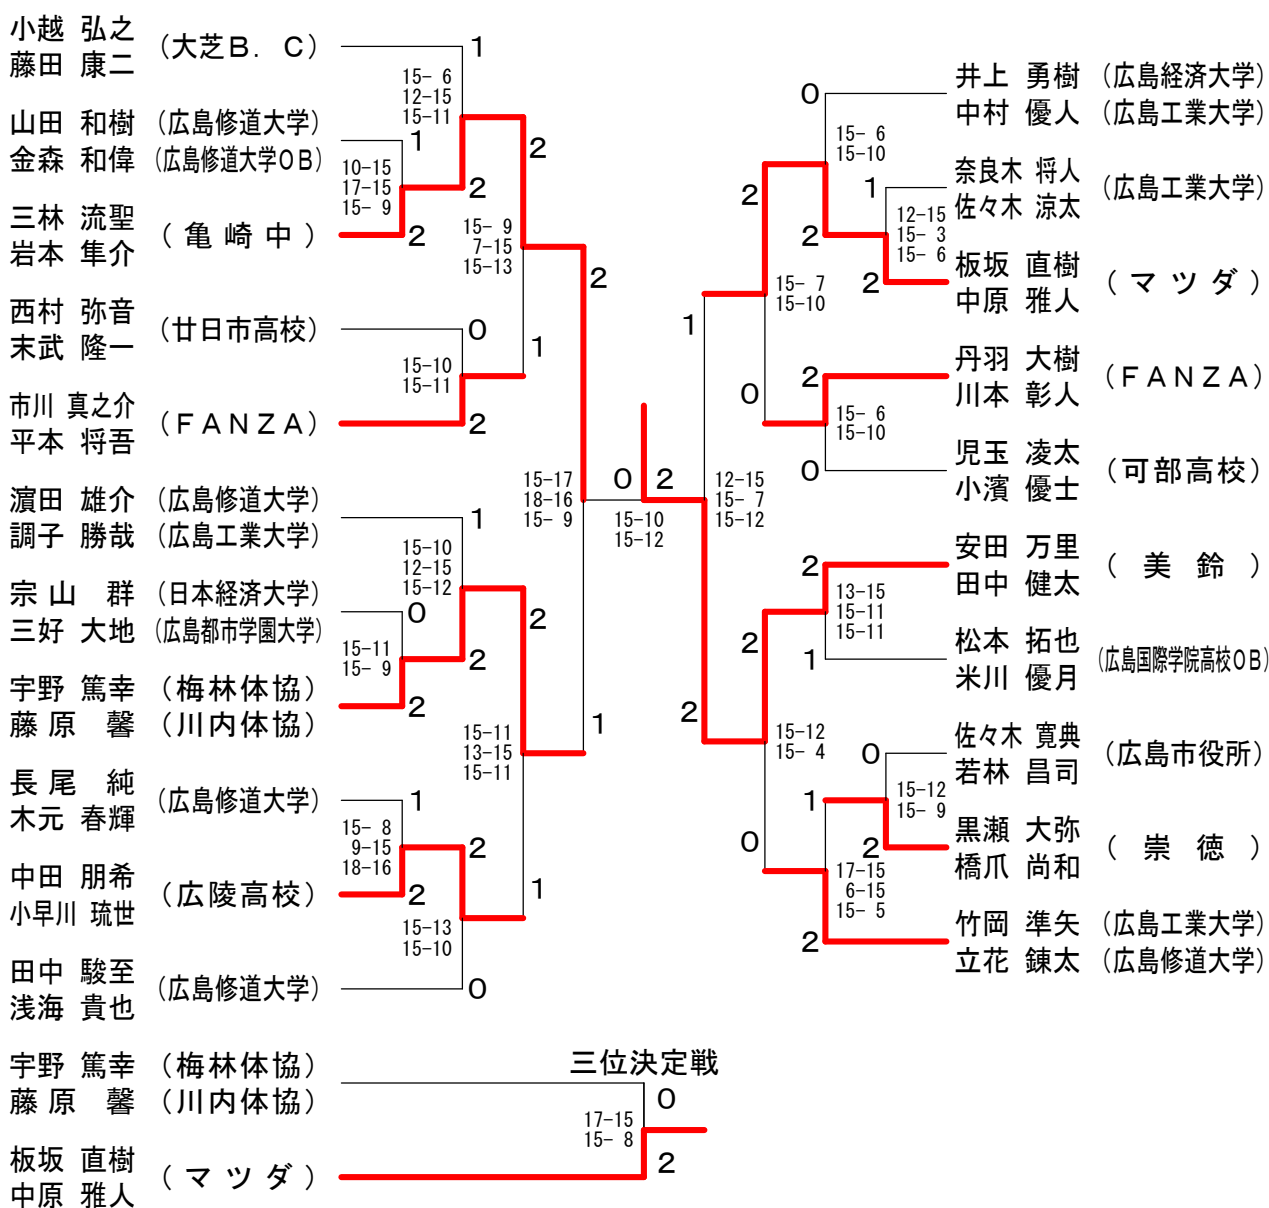 小越 弘之
藤田 康二
(大芝B. C)
1
15- 6
12-15
15-11
山田 和樹 (広島修道大学)
金森 和偉 (広島修道大学OB)
1
10-15
17-15
15- 9
2
三林 流聖
岩本 隼介
(亀崎中)
2
2
15- 9
7-15
15-13
西村 弥音
末武 隆一
(廿日市高校)
0
15-10
15-11
1
市川 真之介
平本 将吾
(FANZA)
2
2
濵田 雄介 (広島修道大学)
調子 勝哉 (広島工業大学)
1
15-10
12-15
15-12
宗山 群 (日本経済大学)
三好 大地 (広島都市学園大学)
0
15-11
15- 9
2
宇野 篤幸 (梅林体協)
藤原 馨 (川内体協)
2
2
15-11
13-15
15-11
長尾 純
木元 春輝
(広島修道大学)
1
15- 8
9-15
18-16
2
中田 朋希
小早川 琉世
(広陵高校)
2
15-13
15-10
1
田中 駿至
浅海 貴也
(広島修道大学)
0
15-17
18-16
15- 9
1
0
2
15-10
15-12
井上 勇樹 (広島経済大学)
中村 優人 (広島工業大学)
0
15- 6
15-10
奈良木 将人
佐々木 涼太
(広島工業大学)
1
12-15
15- 3
15- 6
2
板坂 直樹
中原 雅人
(マツダ)
2
2
15- 7
15-10
1
丹羽 大樹
川本 彰人
(FANZA)
2
15- 6
15-10
0
児玉 凌太
小濱 優士
(可部高校)
0
12-15
15- 7
15-12
安田 万里
田中 健太
(美鈴)
2
13-15
15-11
15-11
2
松本 拓也
米川 優月
(広島国際学院高校OB)
1
2
15-12
15- 4
佐々木 寛典
若林 昌司
(広島市役所)
0
15-12
15- 9
1
黒瀬 大弥
橋爪 尚和
(崇徳)
2
0
17-15
6-15
15- 5
竹岡 準矢 (広島工業大学)
立花 錬太 (広島修道大学)
2
三位決定戦
宇野 篤幸 (梅林体協)
藤原 馨 (川内体協)
0
17-15
15- 8
板坂 直樹
中原 雅人
(マツダ)
2